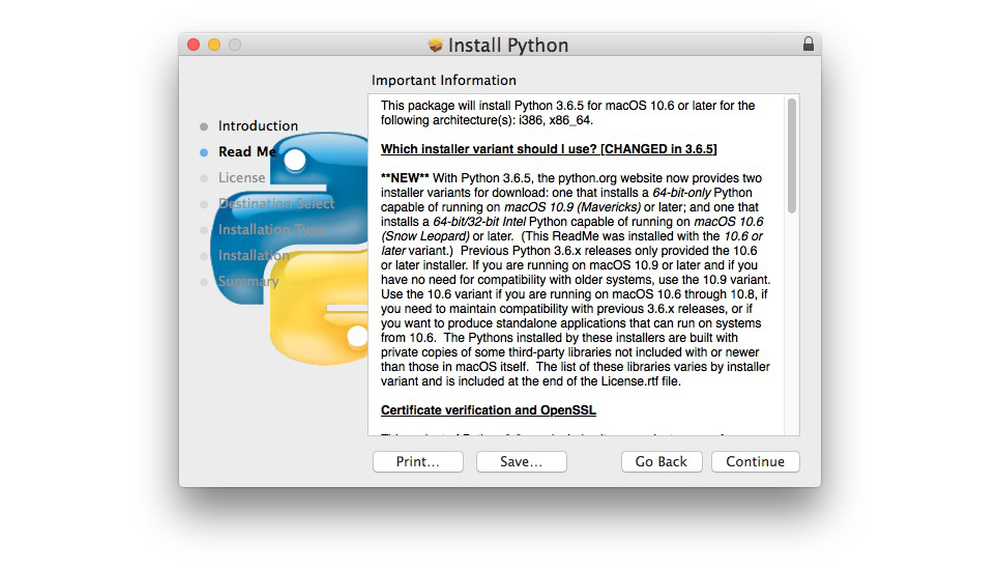 Install Python
Important Information
Introduction
Read Me
License
Destination Select
Installation Type
Installation
Summary
This package will install Python 3.6.5 for macOS 10.6 or later for the
following architecture(s): i386, x86_64.
Which installer variant should I use? [CHANGED in 3.6.5]
**NEW** With Python 3.6.5, the python.org website now provides two
installer variants for download: one that installs a 64-bit-only Python
capable of running on macOS 10.9 (Mavericks) or later; and one that
installs a 64-bit/32-bit Intel Python capable of running on macOS 10.6
(Snow Leopard) or later.  (This ReadMe was installed with the 10.6 or
later variant.)  Previous Python 3.6.x releases only provided the 10.6
or later installer. If you are running on macOS 10.9 or later and if you
have no need for compatibility with older systems, use the 10.9 variant.
Use the 10.6 variant if you are running on macOS 10.6 through 10.8, if
you need to maintain compatibility with previous 3.6.x releases, or if
you want to produce standalone applications that can run on systems
from 10.6.  The Pythons installed by these installers are built with
private copies of some third-party libraries not included with or newer
than those in macOS itself.  The list of these libraries varies by installer
variant and is included at the end of the License.rtf file.
Certificate verification and OpenSSL
Print...
Save...
Go Back
Continue